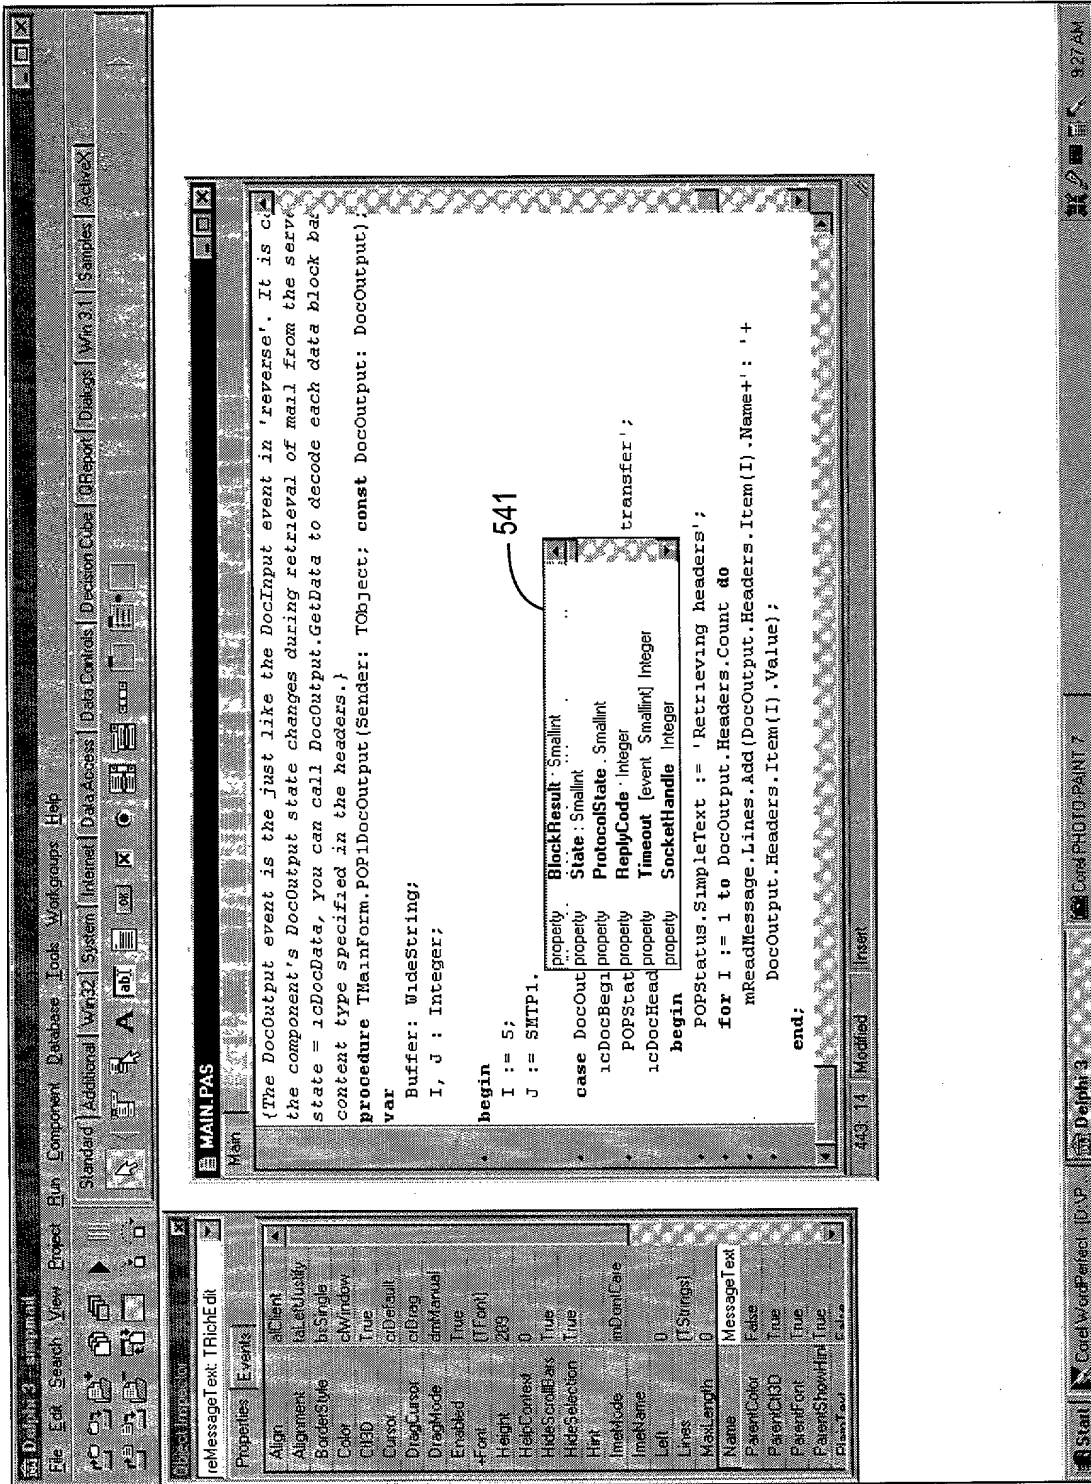 Delphi 3 - simpmail
File Edit Search View Project Run Component Database Tools Workgroups Help
Standard Additional Win32 System Internet Data Access Data Controls Decision Cube QReport Dialogs Win 3.1 Samples ActiveX
Object Inspector
reMessageText: TRichEdit
Properties Events
Align alClient
Alignment taLeftJustify
BorderStyle bsSingle
Color clWindow
Ctl3D True
Cursor crDefault
DragCursor crDrag
DragMode dmManual
Enabled True
+Font (TFont)
Height 289
HelpContext 0
HideScrollBars True
HideSelection True
Hint
ImeMode imDontCare
ImeName
Left 0
Lines (TStrings)
MaxLength 0
Name MessageText
ParentColor False
ParentCtl3D True
ParentFont True
ParentShowHint True
MAIN.PAS
Main
{The DocOutput event is the just like the DocInput event in 'reverse'. It is ca
the component's DocOutput state changes during retrieval of mail from the serve
state = icDocData, you can call DocOutput.GetData to decode each data block bas
content type specified in the headers.}
procedure TMainForm.POP1DocOutput(Sender: TObject; const DocOutput: DocOutput);
var
Buffer: WideString;
I, J : Integer;
begin
I := 5;
J := SMTP1.
541
property BlockResult : Smallint
case DocOut property State : Smallint
icDocBegi property ProtocolState : Smallint
POPStat property ReplyCode : Integer transfer';
icDocHead property Timeout [event Smallint] Integer
begin property SocketHandle Integer
POPStatus.SimpleText := 'Retrieving headers';
for I := 1 to DocOutput.Headers.Count do
mReadMessage.Lines.Add(DocOutput.Headers.Item(I).Name+': '+
DocOutput.Headers.Item(I).Value);
end;
443: 14 Modified Insert
Start Corel WordPerfect - Delphi 3 Corel PHOTO-PAINT 7 9:27 AM